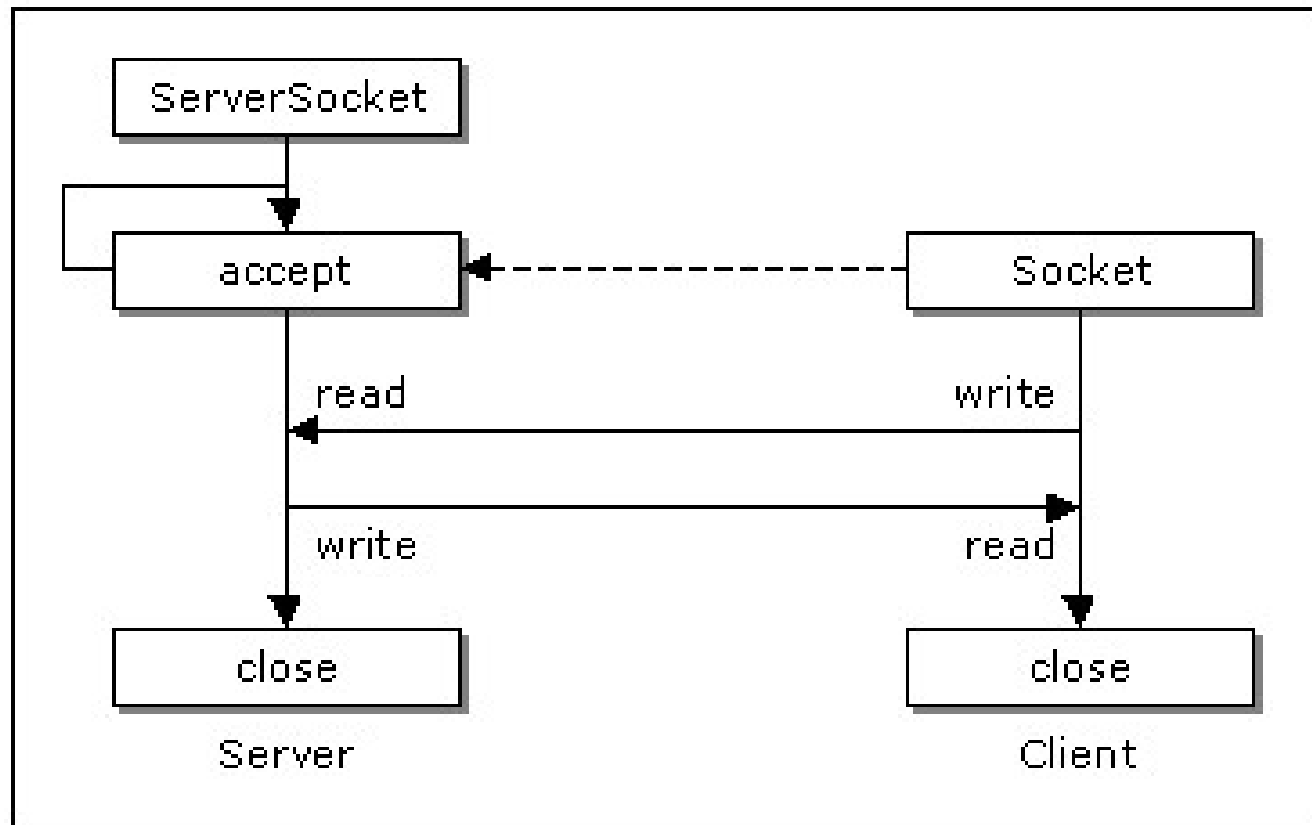 ServerSocket
accept
Socket
read
write
write
read
close
close
Server
Client